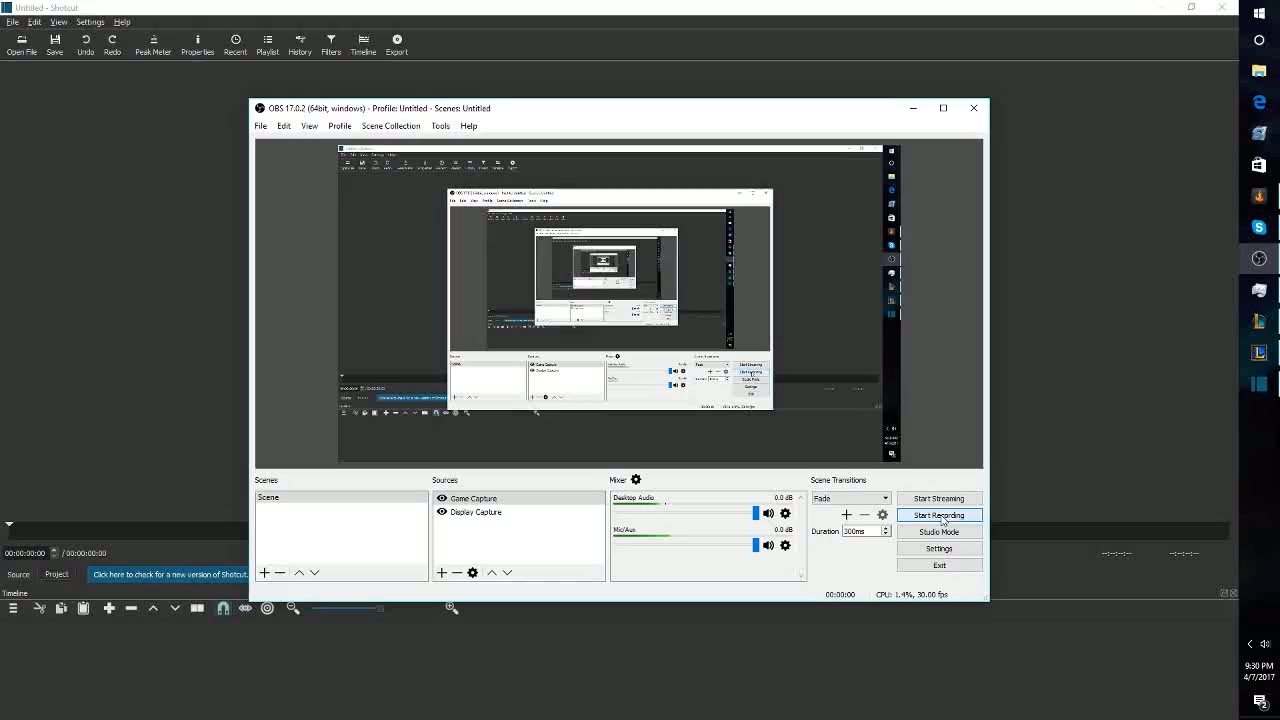 Untitled - Shotcut
File Edit View Settings Help
Open File Save Undo Redo Peak Meter Properties Recent Playlist History Filters Timeline Export
OBS 17.0.2 (64bit, windows) - Profile: Untitled - Scenes: Untitled
File Edit View Profile Scene Collection Tools Help
Scenes Sources Mixer Scene Transitions
Scene
Game Capture
Display Capture
Desktop Audio 0.0 dB
Mic/Aux 0.0 dB
Fade
Duration 300ms
Start Streaming
Start Recording
Studio Mode
Settings
Exit
00:00:00 CPU: 1.4%, 30.00 fps
00:00:00:00 / 00:00:00:00
--:--:--:-- --:--:--:--
Source Project Click here to check for a new version of Shotcut.
Timeline
9:30 PM
4/7/2017
2